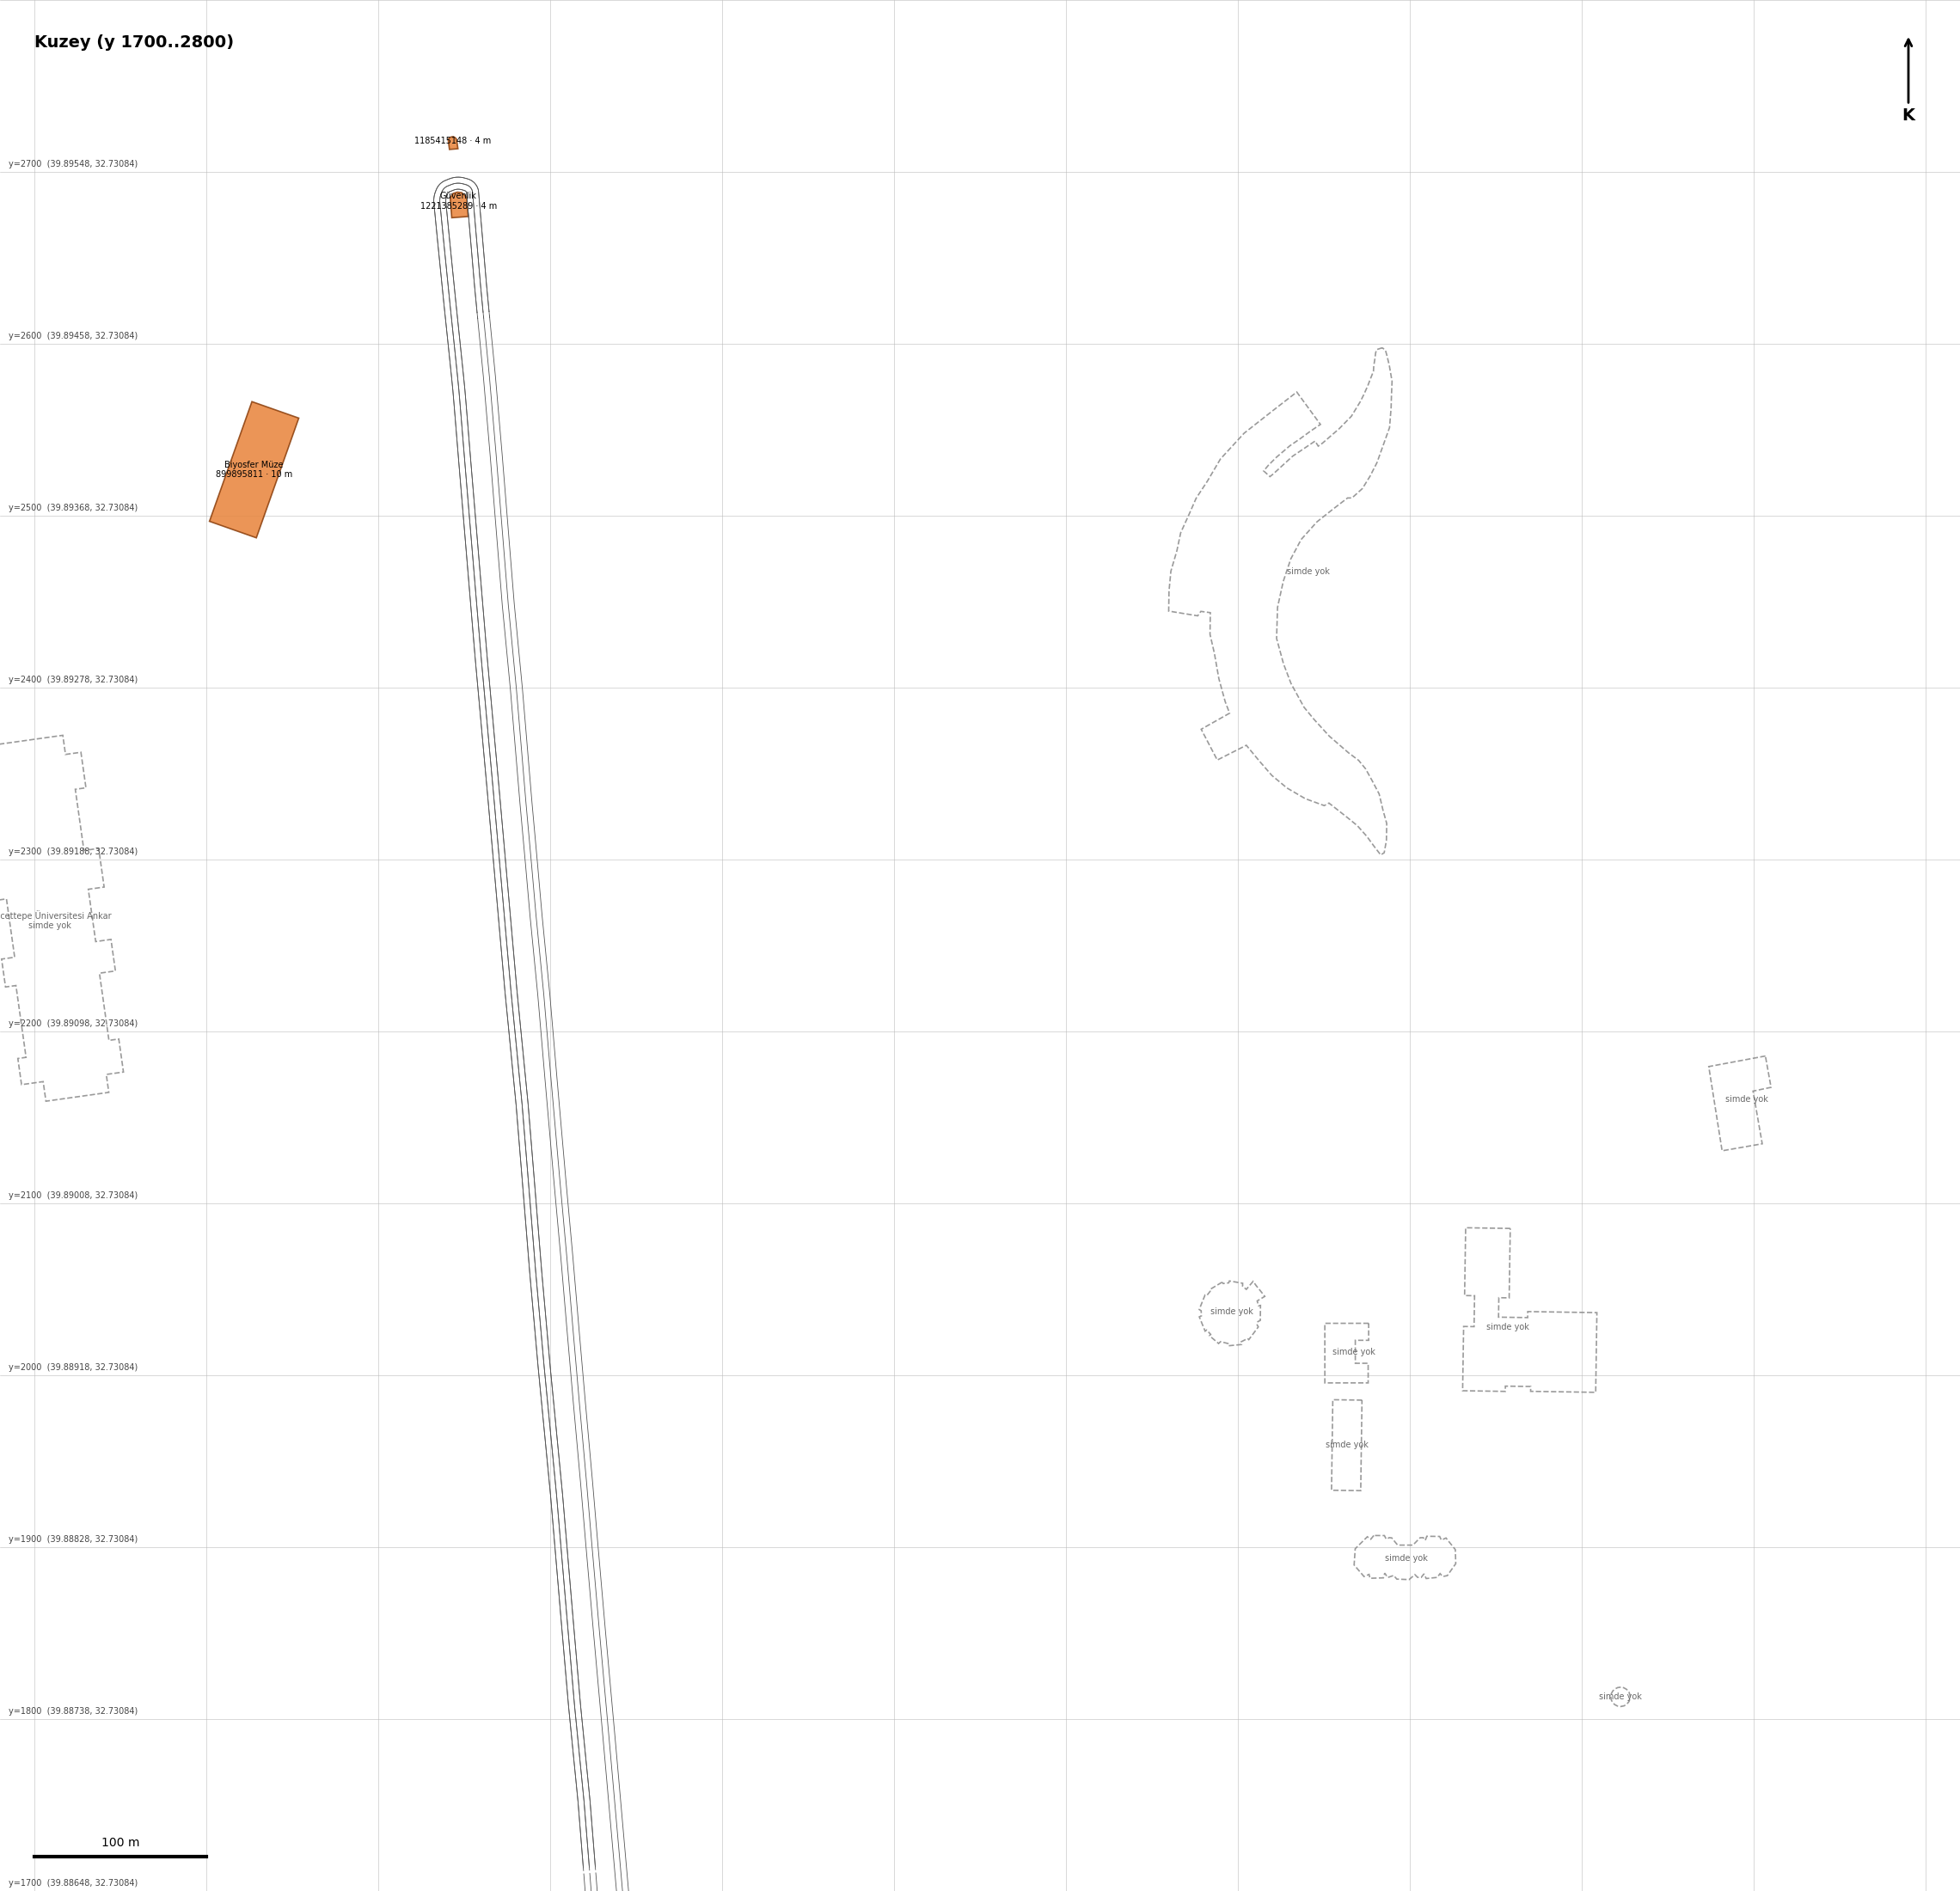 Kuzey (y 1700..2800)
K
1185415148 · 4 m
y=2700 (39.89548, 32.73084)
Güvenlik
1221385289 · 4 m
y=2600 (39.89458, 32.73084)
Biyosfer Müze
899895811 · 10 m
y=2500 (39.89368, 32.73084)
simde yok
y=2400 (39.89278, 32.73084)
y=2300 (39.89188, 32.73084)
cettepe Üniversitesi Ankar
simde yok
y=2200 (39.89098, 32.73084)
simde yok
y=2100 (39.89008, 32.73084)
simde yok
simde yok
simde yok
y=2000 (39.88918, 32.73084)
simde yok
y=1900 (39.88828, 32.73084)
simde yok
simde yok
y=1800 (39.88738, 32.73084)
100 m
y=1700 (39.88648, 32.73084)